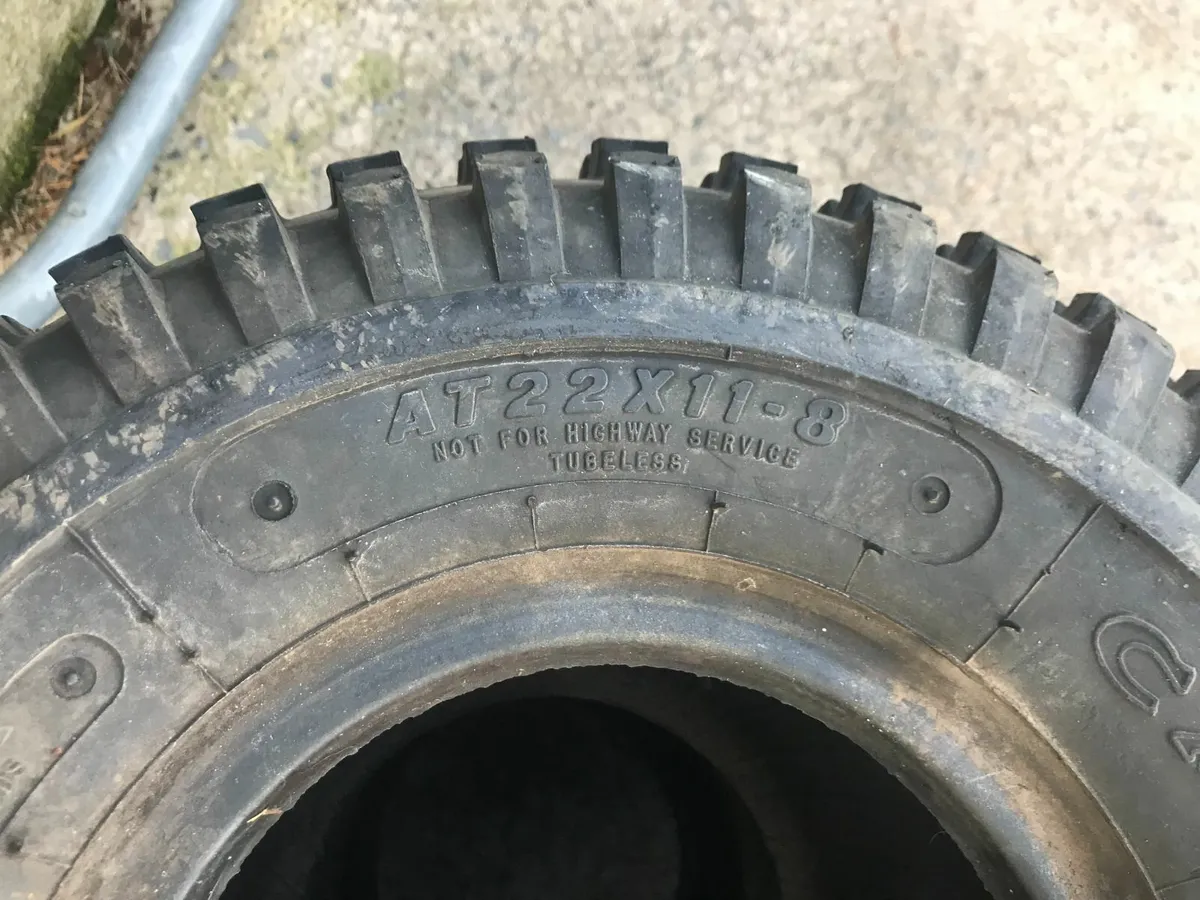 AT22X11-8
NOT FOR HIGHWAY SERVICE
TUBELESS